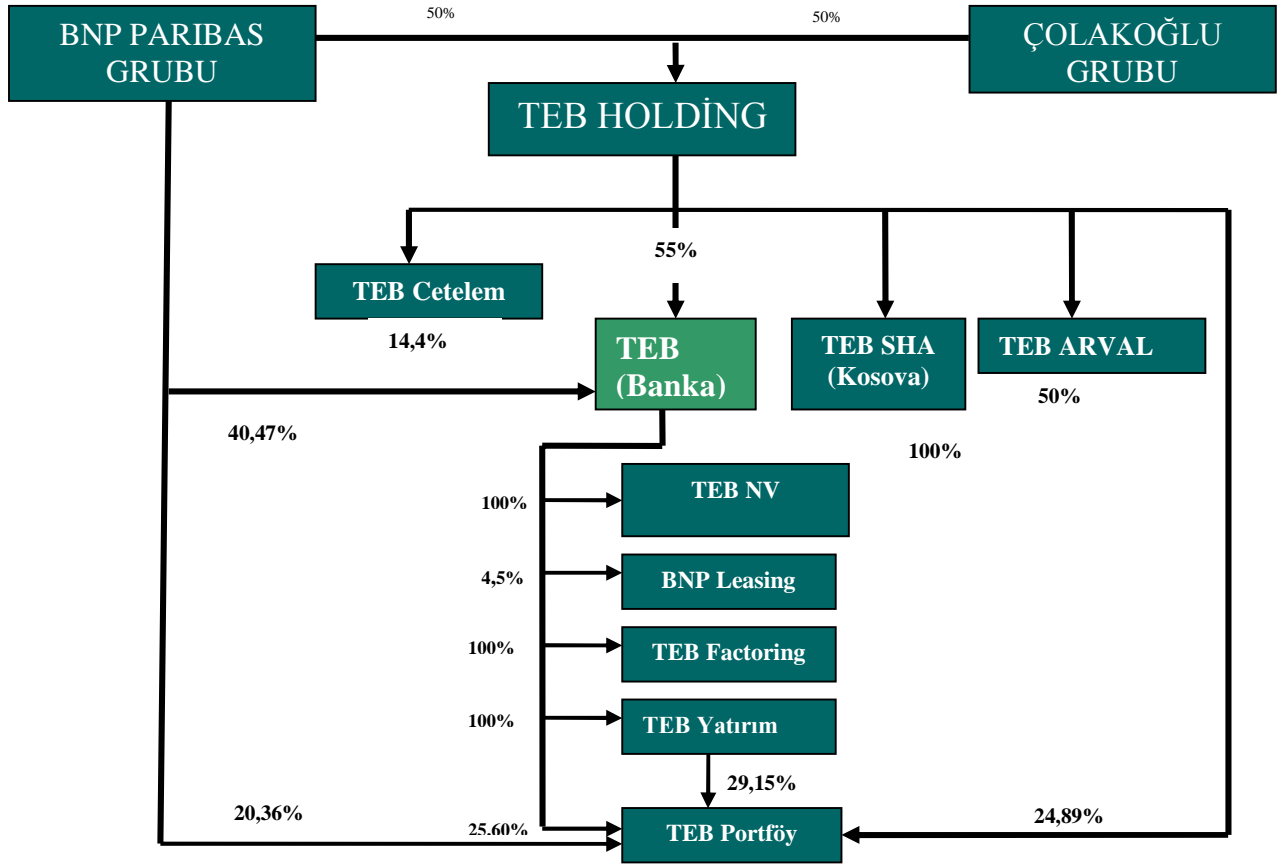 50%
50%
BNP PARIBAS
GRUBU
ÇOLAKOĞLU
GRUBU
TEB HOLDİNG
55%
TEB Cetelem
14,4%
TEB
(Banka)
TEB SHA
(Kosova)
TEB ARVAL
50%
40,47%
100%
TEB NV
100%
BNP Leasing
4,5%
TEB Factoring
100%
TEB Yatırım
100%
29,15%
20,36%
25,60%
TEB Portföy
24,89%